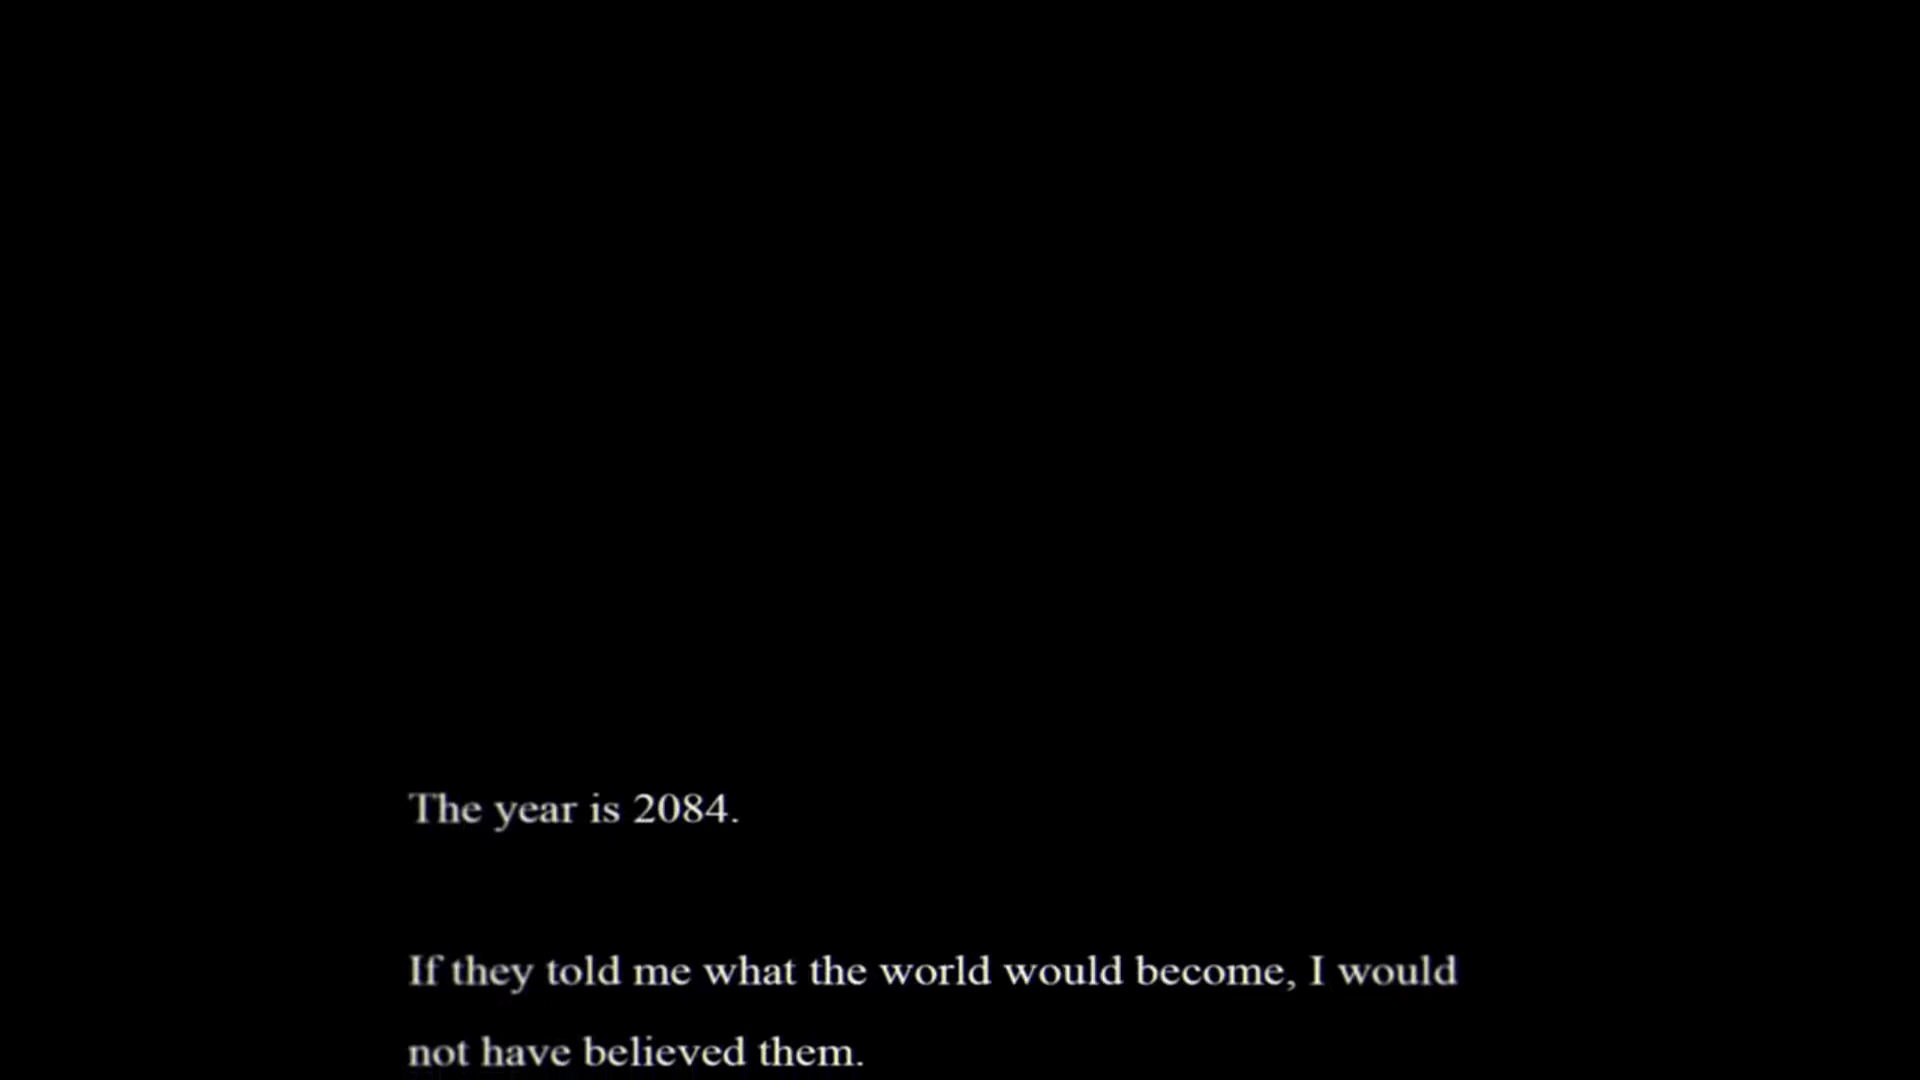 The year is 2084.
If they told me what the world would become, I would
not have believed them.